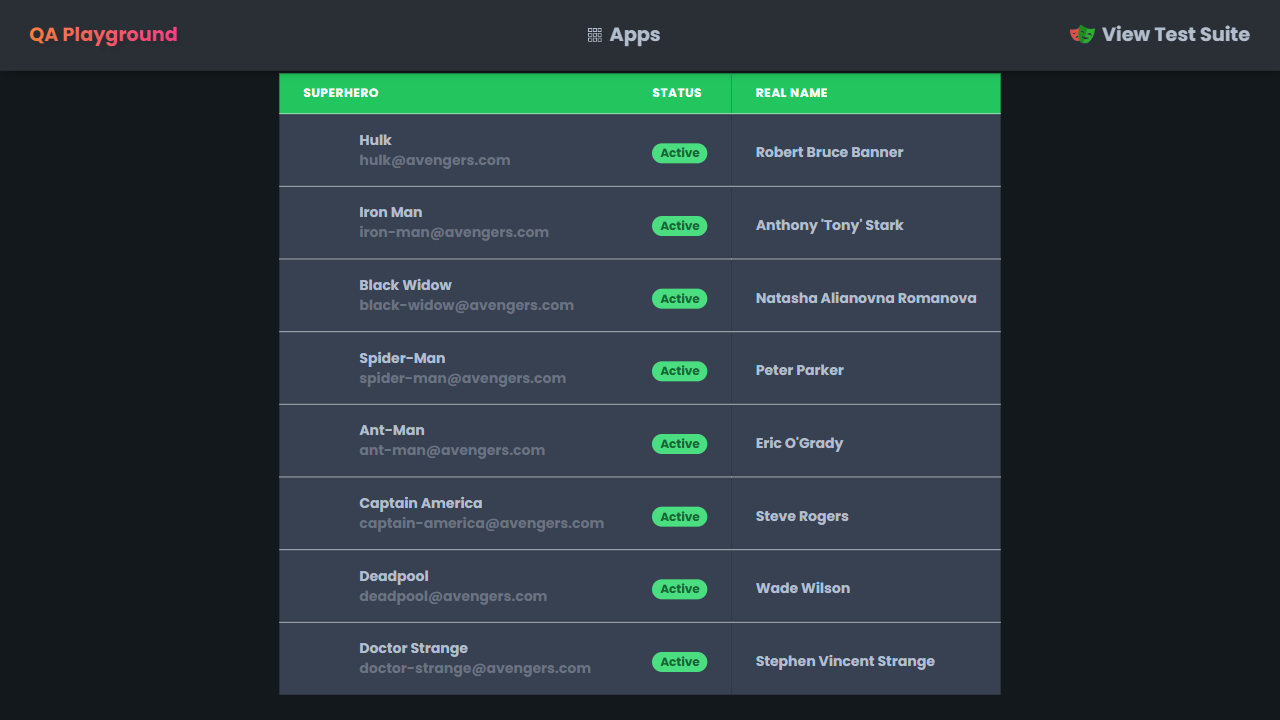 QA Playground
Apps
View Test Suite
SUPERHERO STATUS REAL NAME
Hulk
hulk@avengers.com
Active
Robert Bruce Banner
Iron Man
iron-man@avengers.com
Active
Anthony 'Tony' Stark
Black Widow
black-widow@avengers.com
Active
Natasha Alianovna Romanova
Spider-Man
spider-man@avengers.com
Active
Peter Parker
Ant-Man
ant-man@avengers.com
Active
Eric O'Grady
Captain America
captain-america@avengers.com
Active
Steve Rogers
Deadpool
deadpool@avengers.com
Active
Wade Wilson
Doctor Strange
doctor-strange@avengers.com
Active
Stephen Vincent Strange